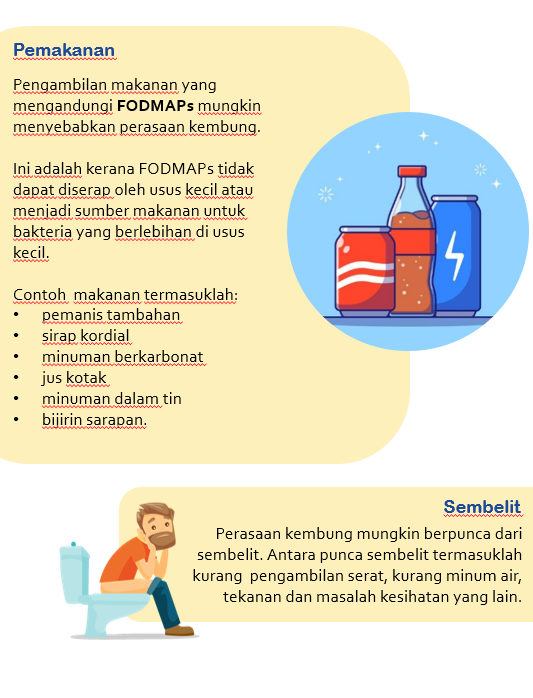 Pemakanan
Pengambilan makanan yang
mengandungi FODMAPs mungkin
menyebabkan perasaan kembung.
Ini adalah kerana FODMAPs tidak
dapat diserap oleh usus kecil atau
menjadi sumber makanan untuk
bakteria yang berlebihan di usus
kecil.
Contoh  makanan termasuklah:
• pemanis tambahan
• sirap kordial
• minuman berkarbonat
• jus kotak
• minuman dalam tin
• bijirin sarapan.
Sembelit
Perasaan kembung mungkin berpunca dari
sembelit. Antara punca sembelit termasuklah
kurang  pengambilan serat, kurang minum air,
tekanan dan masalah kesihatan yang lain.